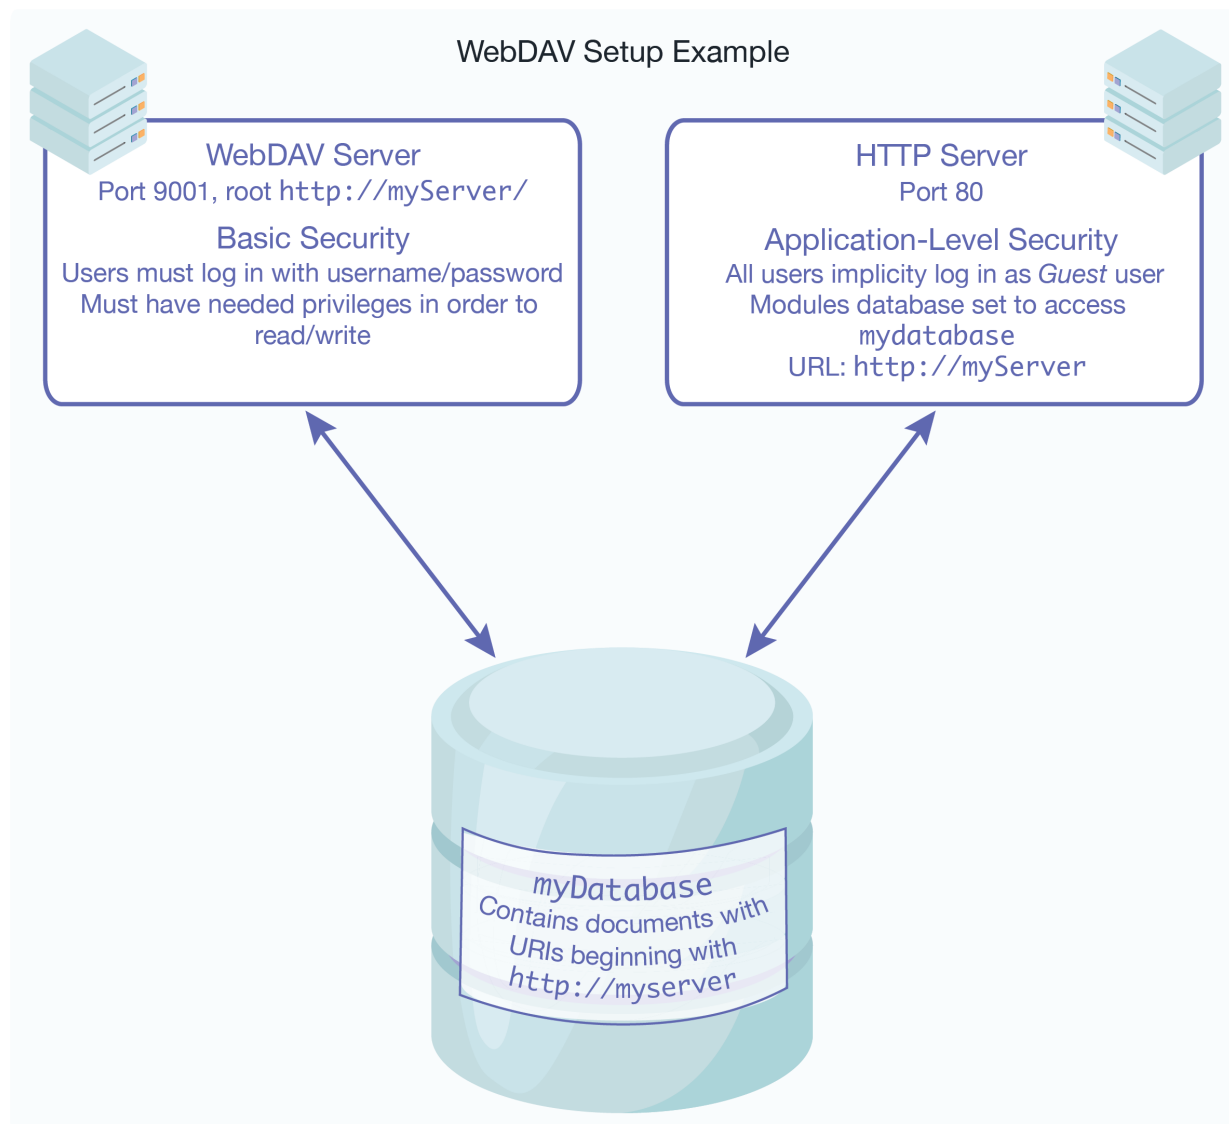 WebDAV Setup Example
WebDAV Server
Port 9001, root http://myServer/
Basic Security
Users must log in with username/password
Must have needed privileges in order to
read/write
HTTP Server
Port 80
Application-Level Security
All users implicity log in as Guest user
Modules database set to access
mydatabase
URL: http://myServer
myDatabase
Contains documents with
URIs beginning with
http://myserver